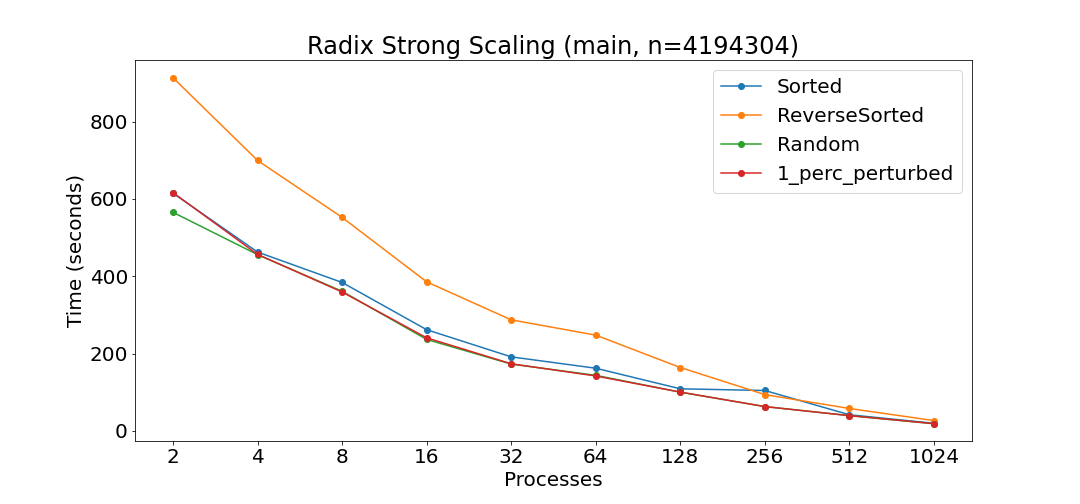 Radix Strong Scaling (main, n=4194304)
Sorted
ReverseSorted
Random
1_perc_perturbed
Time (seconds)
800
600
400
200
0
2 4 8 16 32 64 128 256 512 1024
Processes